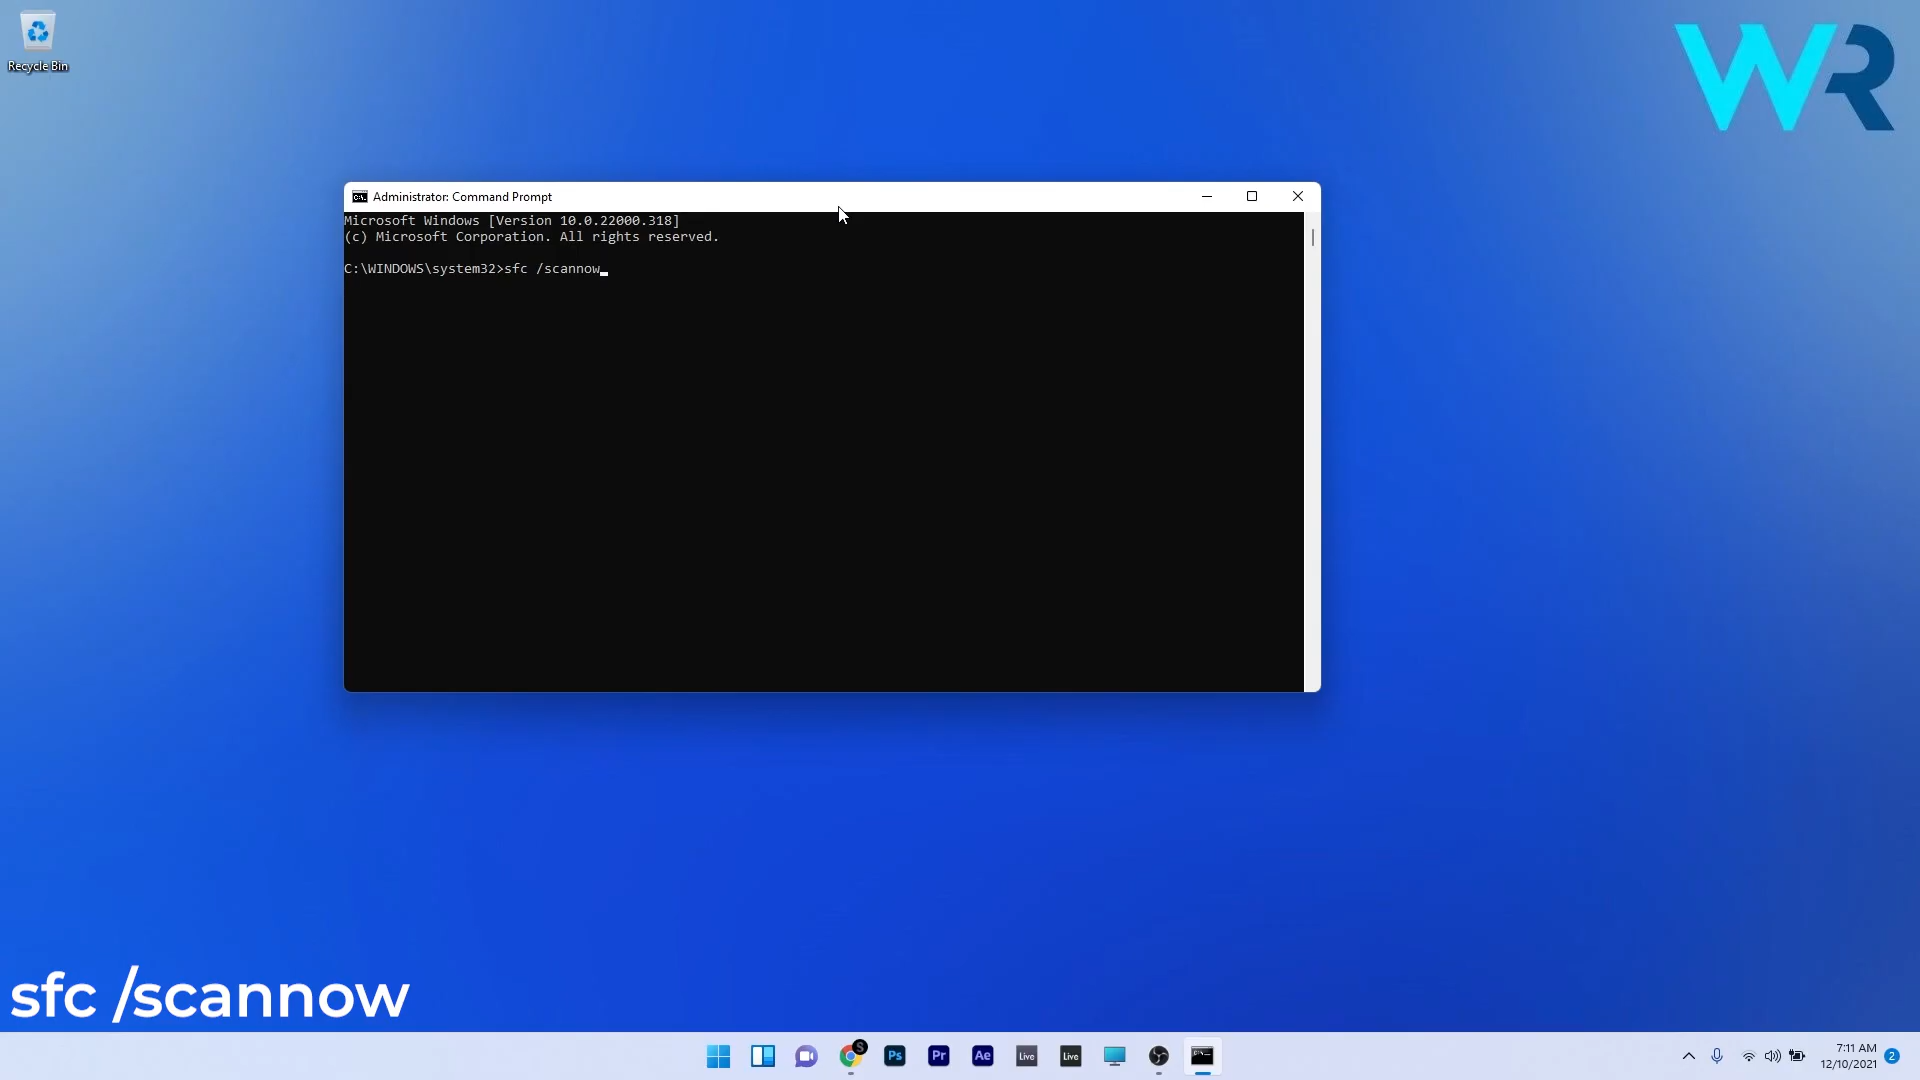 Recycle Bin
WR
Administrator: Command Prompt
Microsoft Windows [Version 10.0.22000.318]
(c) Microsoft Corporation. All rights reserved.
C:\WINDOWS\system32>sfc /scannow
sfc /scannow
S
Ps
Pr
Ae
Live
Live
7:11 AM
12/10/2021
2